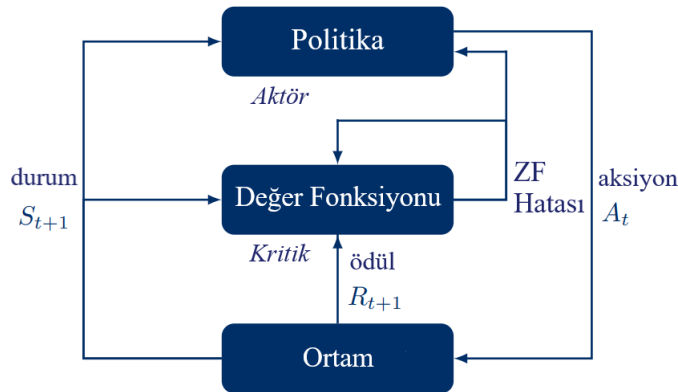 Politika
Aktör
durum
S_{t+1}
Değer Fonksiyonu
ZF
Hatası
aksiyon
A_t
Kritik
ödül
R_{t+1}
Ortam